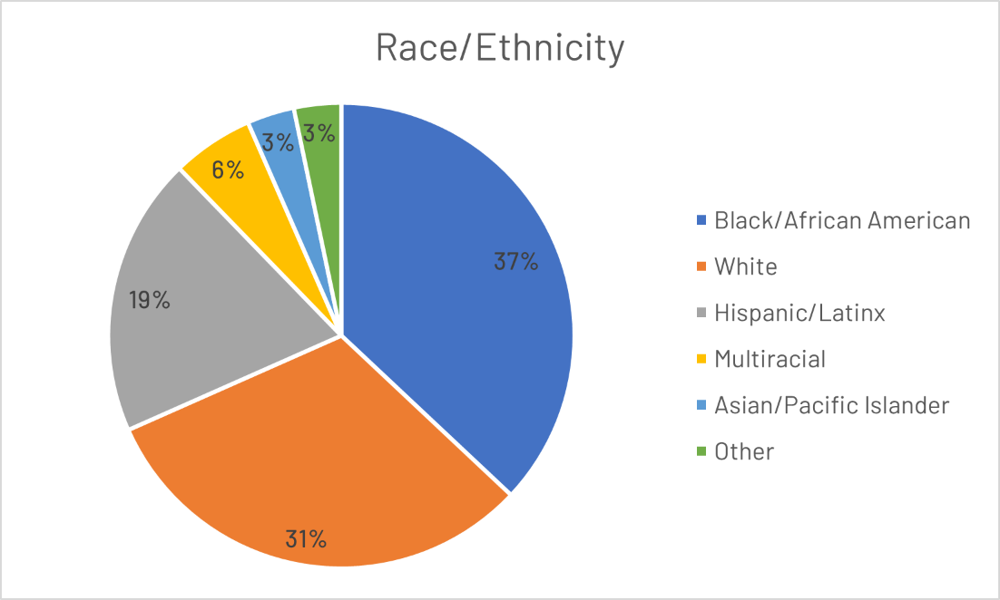 Race/Ethnicity
3%
3%
6%
37%
19%
31%
Black/African American
White
Hispanic/Latinx
Multiracial
Asian/Pacific Islander
Other